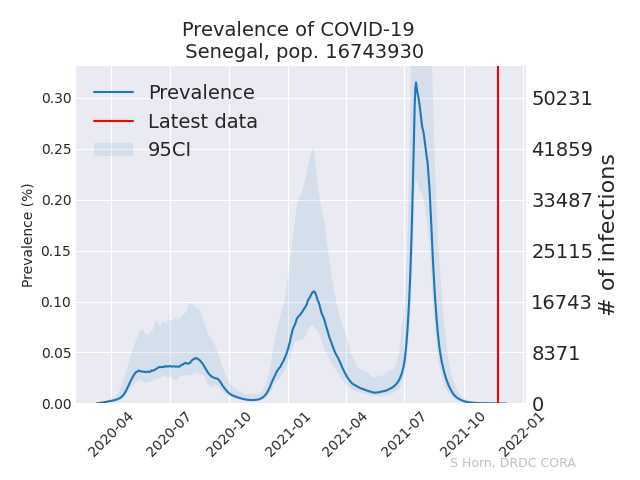 Prevalence of COVID-19
Senegal, pop. 16743930
Prevalence
Latest data
95CI
Prevalence (%)
0.30
0.25
0.20
0.15
0.10
0.05
0.00
50231
41859
33487
25115
16743
8371
0
# of infections
2020-04
2020-07
2020-10
2021-01
2021-04
2021-07
2021-10
2022-01
S Horn, DRDC CORA